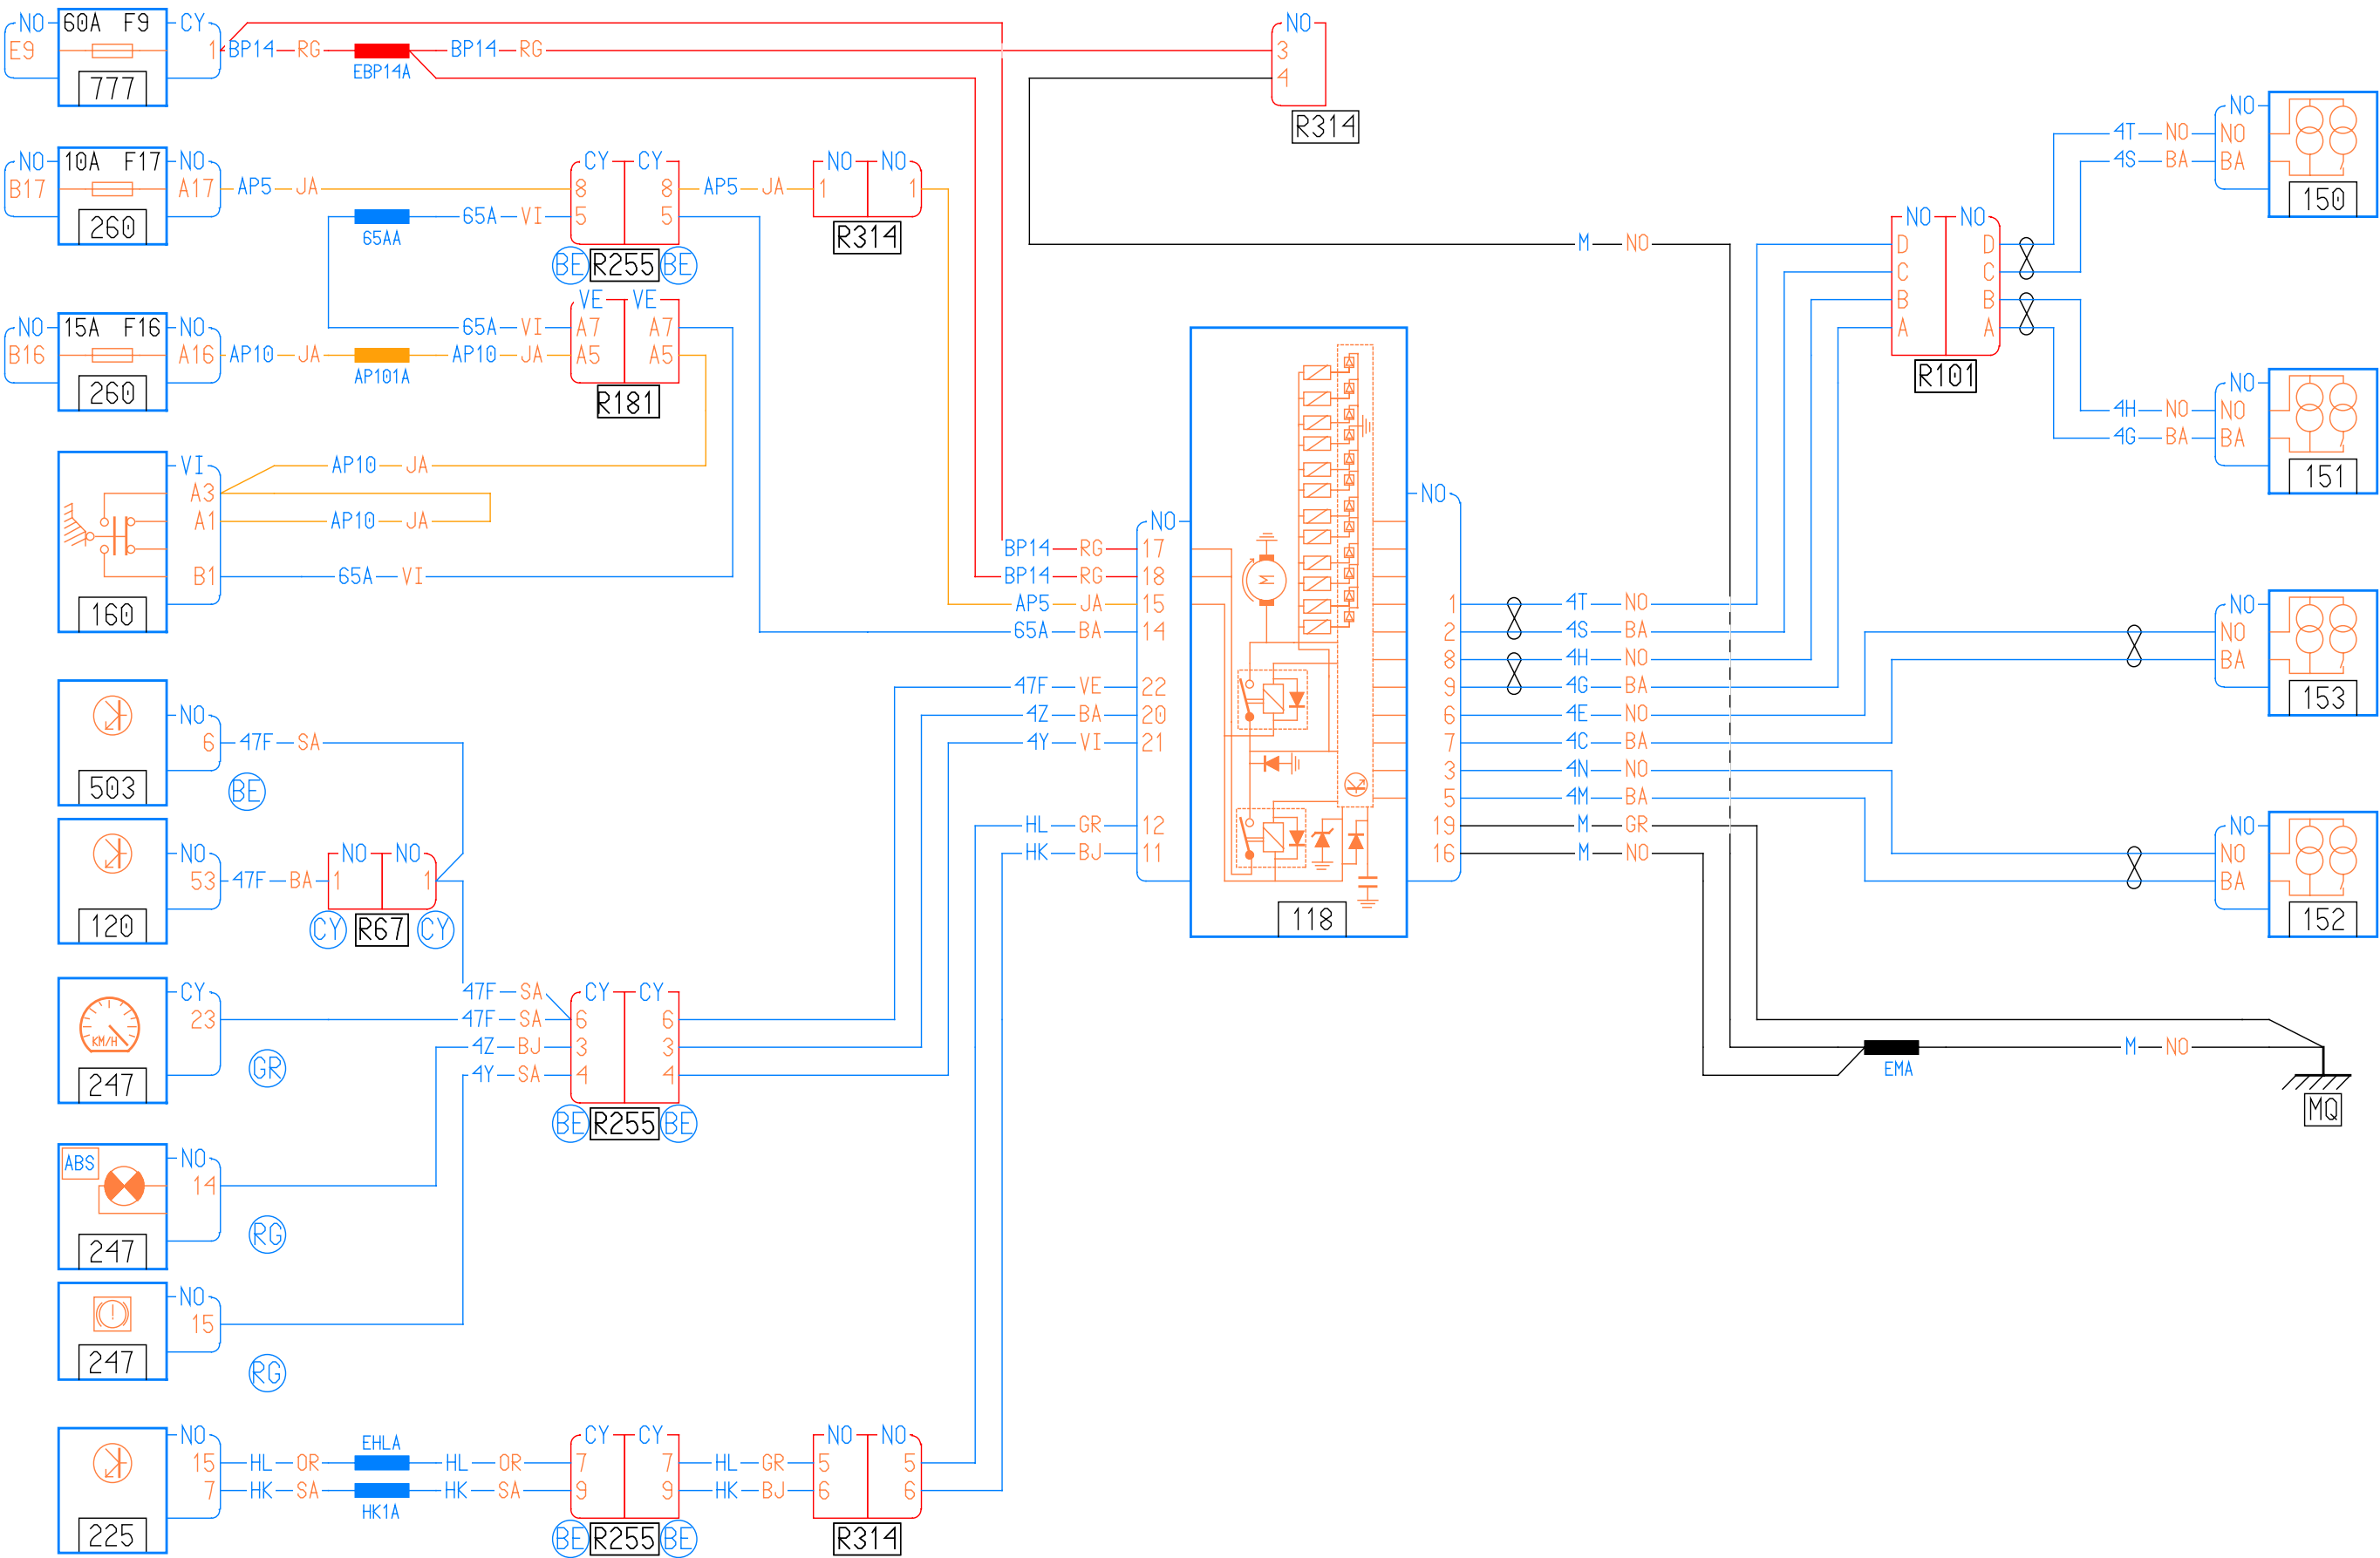 NO 60A F9 CY
E9 1 BP14 RG BP14 RG
EBP14A
777
NO
3
4
R314
NO 10A F17 NO
B17 A17 AP5 JA
260
CY CY
8 8 AP5 JA
65A VI 5 5
65AA
BE R255 BE
NO NO
1 1
R314
NO 15A F16 NO
B16 A16 AP10 JA AP10 JA
AP101A
260
VE VE
65A VI A7 A7
A5 A5
R181
VI
A3 AP10 JA
A1 AP10 JA
B1 65A VI
160
NO
6 47F SA
503
BE
NO
53 47F BA
120
NO NO
1 1
CY R67 CY
CY
23
KM/H
247
GR
47F SA
47F SA
4Z BJ
4Y SA
CY CY
6 6
3 3
4 4
BE R255 BE
ABS
NO
14
247
RG
NO
15
247
RG
NO
15 HL OR HL OR
7 HK SA HK SA
EHLA
HK1A
225
CY CY
7 7 HL GR
9 9 HK BJ
BE R255 BE
NO NO
5 5
6 6
R314
NO
BP14 RG 17
BP14 RG 18
AP5 JA 15
65A BA 14
47F VE 22
4Z BA 20
4Y VI 21
HL GR 12
HK BJ 11
M
118
NO
1 4T NO
2 4S BA
8 4H NO
9 4G BA
6 4E NO
7 4C BA
3 4N NO
5 4M BA
19 M GR
16 M NO
M NO
NO NO
D D
C C
B B
A A
R101
4T NO
4S BA
NO
NO
BA
150
4H NO
4G BA
NO
NO
BA
151
NO
NO
BA
153
NO
NO
BA
152
EMA
M NO
MQ